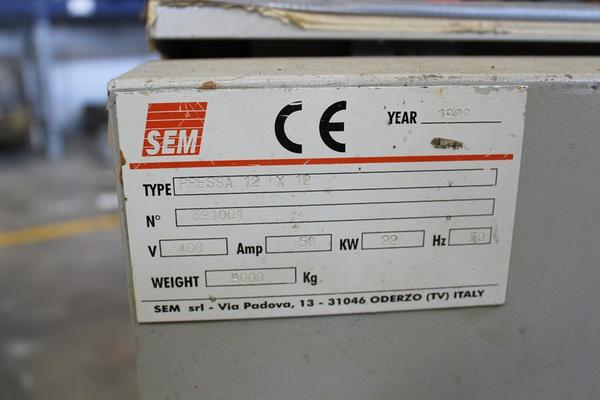 SEM CE YEAR
TYPE PRESSA 12 X 12
N° 391001
V 400 Amp 50 KW 22 Hz 50
WEIGHT 8000 Kg
SEM srl - Via Padova, 13 - 31046 ODERZO (TV) ITALY